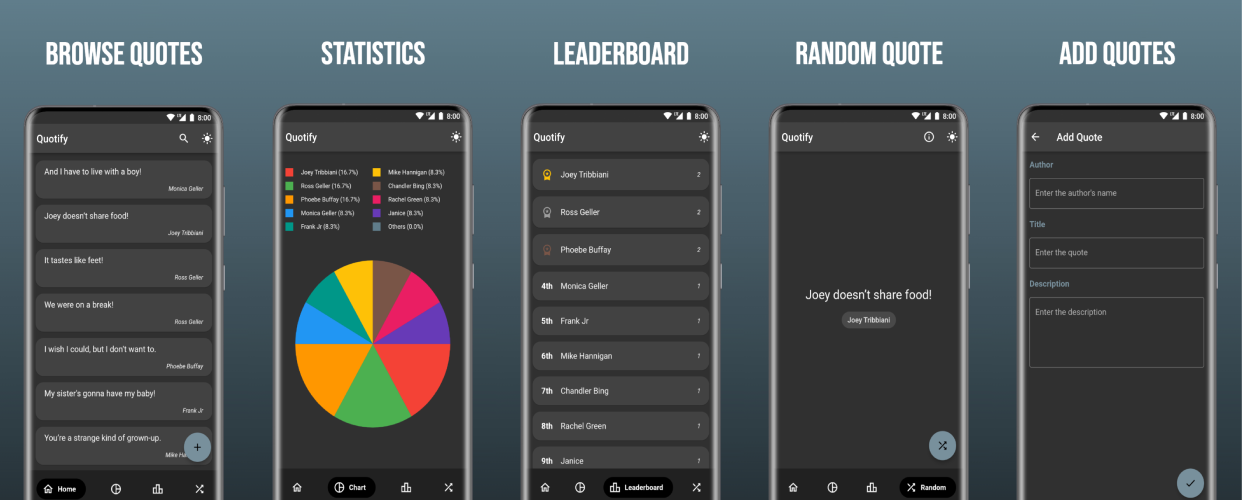 BROWSE QUOTES
8:00
Quotify
And I have to live with a boy!
Monica Geller
Joey doesn't share food!
Joey Tribbiani
It tastes like feet!
Ross Geller
We were on a break!
Ross Geller
I wish I could, but I don't want to.
Phoebe Buffay
My sister's gonna have my baby!
Frank Jr
You're a strange kind of grown-up.
Mike Ha
Home
STATISTICS
8:00
Quotify
Joey Tribbiani (16.7%)
Ross Geller (16.7%)
Phoebe Buffay (16.7%)
Monica Geller (8.3%)
Frank Jr (8.3%)
Mike Hannigan (8.3%)
Chandler Bing (8.3%)
Rachel Green (8.3%)
Janice (8.3%)
Others (0.0%)
Chart
LEADERBOARD
8:00
Quotify
Joey Tribbiani 2
Ross Geller 2
Phoebe Buffay 2
4th Monica Geller 1
5th Frank Jr 1
6th Mike Hannigan 1
7th Chandler Bing 1
8th Rachel Green 1
9th Janice 1
Leaderboard
RANDOM QUOTE
8:00
Quotify
Joey doesn't share food!
Joey Tribbiani
Random
ADD QUOTES
8:00
Add Quote
Author
Enter the author's name
Title
Enter the quote
Description
Enter the description